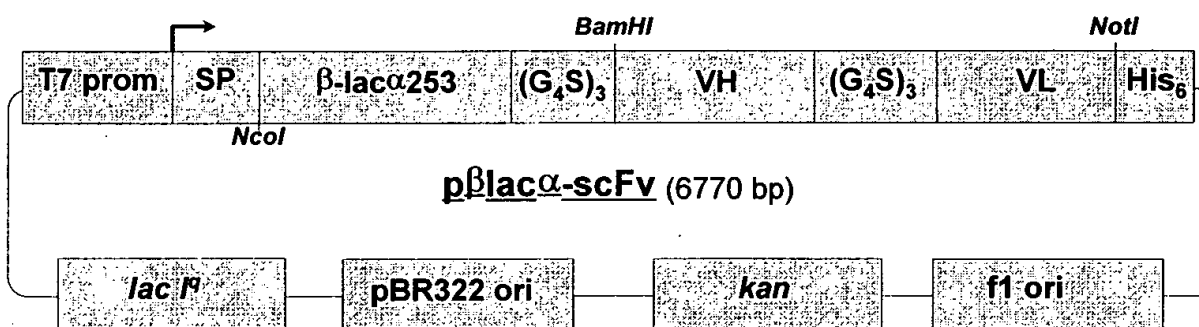 BamHI NotI
T7 prom SP β-lacα253 (G₄S)₃ VH (G₄S)₃ VL His₆
NcoI
pβlacα-scFv (6770 bp)
lac Iq pBR322 ori kan f1 ori